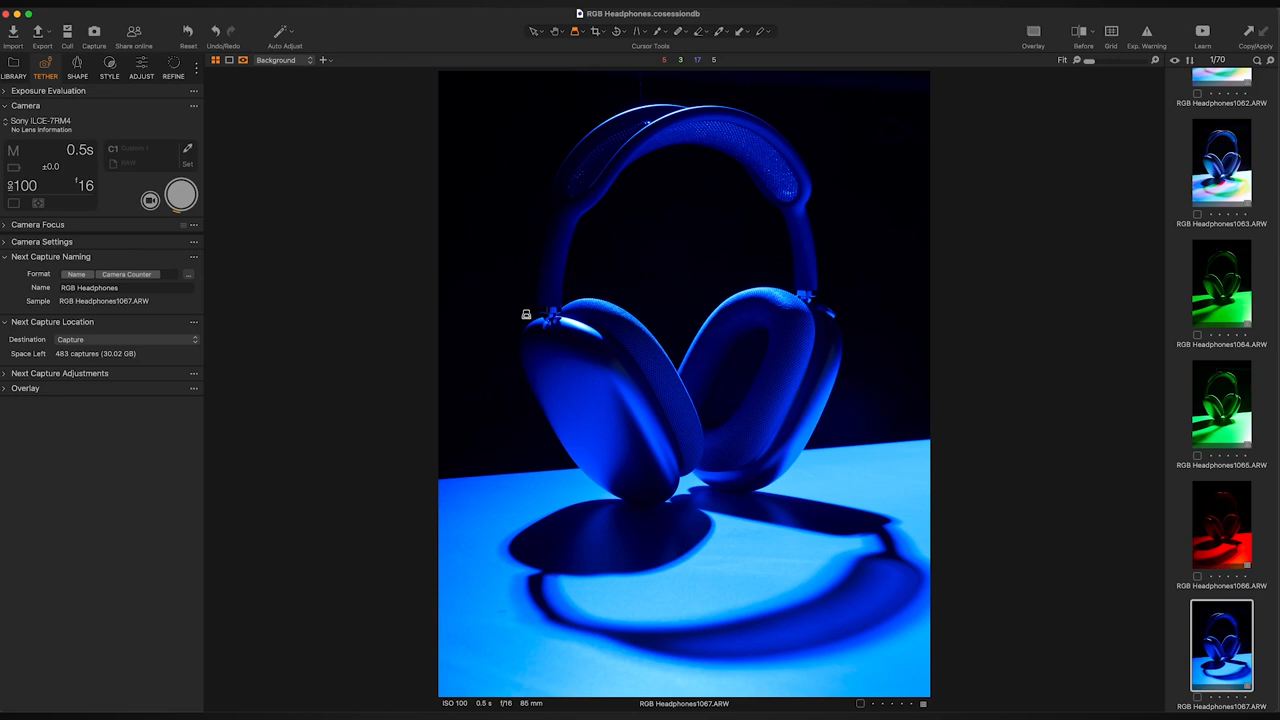 RGB Headphones.cosessiondb
Import Export Cull Capture Share online Reset Undo/Redo Auto Adjust Cursor Tools Overlay Before Grid Exp. Warning Learn Copy/Apply
LIBRARY TETHER SHAPE STYLE ADJUST REFINE
Background
5 3 17 5
Fit
1/70
Exposure Evaluation
Camera
Sony ILCE-7RM4
No Lens Information
M 0.5s
C1 Custom 1
±0.0
RAW
Set
ISO 100 f16
Camera Focus
Camera Settings
Next Capture Naming
Format Name Camera Counter ...
Name RGB Headphones
Sample RGB Headphones1067.ARW
Next Capture Location
Destination Capture
Space Left 483 captures (30.02 GB)
Next Capture Adjustments
Overlay
RGB Headphones1062.ARW
RGB Headphones1063.ARW
RGB Headphones1064.ARW
RGB Headphones1065.ARW
RGB Headphones1066.ARW
RGB Headphones1067.ARW
ISO 100 0.5 s f/16 85 mm RGB Headphones1067.ARW